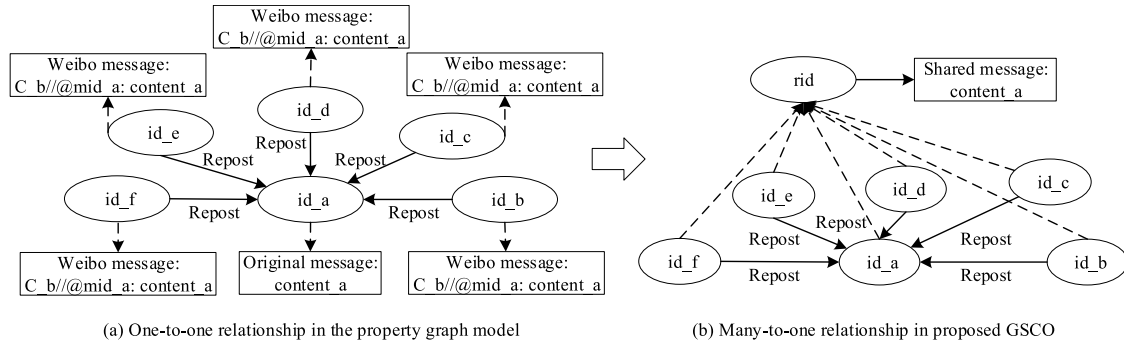 Weibo message:
C_b//@mid_a: content_a
Weibo message:
C_b//@mid_a: content_a
Weibo message:
C_b//@mid_a: content_a
id_e
id_d
id_c
Repost
Repost
Repost
id_f
id_a
id_b
Repost
Repost
Weibo message:
C_b//@mid_a: content_a
Original message:
content_a
Weibo message:
C_b//@mid_a: content_a
(a) One-to-one relationship in the property graph model
rid
Shared message:
content_a
id_e
id_d
id_c
Repost
Repost
Repost
id_f
id_a
id_b
Repost
Repost
(b) Many-to-one relationship in proposed GSCO